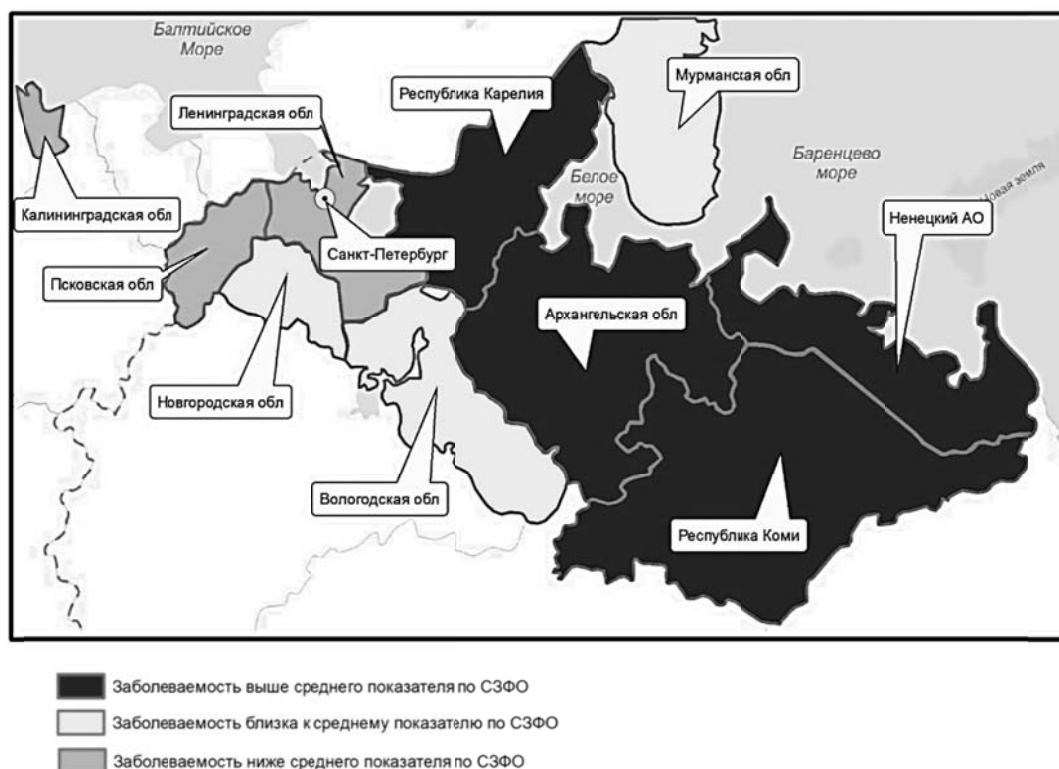 Балтийское
Море
Мурманская обл
Республика Карелия
Ленинградская обл
Баренцево
море
Белое
море
Новая земля
Калининградская обл
Ненецкий АО
Санкт-Петербург
Псковская обл
Архангельская обл
Новгородская обл
Вологодская обл
Республика Коми
Заболеваемость выше среднего показателя по СЗФО
Заболеваемость близка к среднему показателю по СЗФО
Заболеваемость ниже среднего показателя по СЗФО